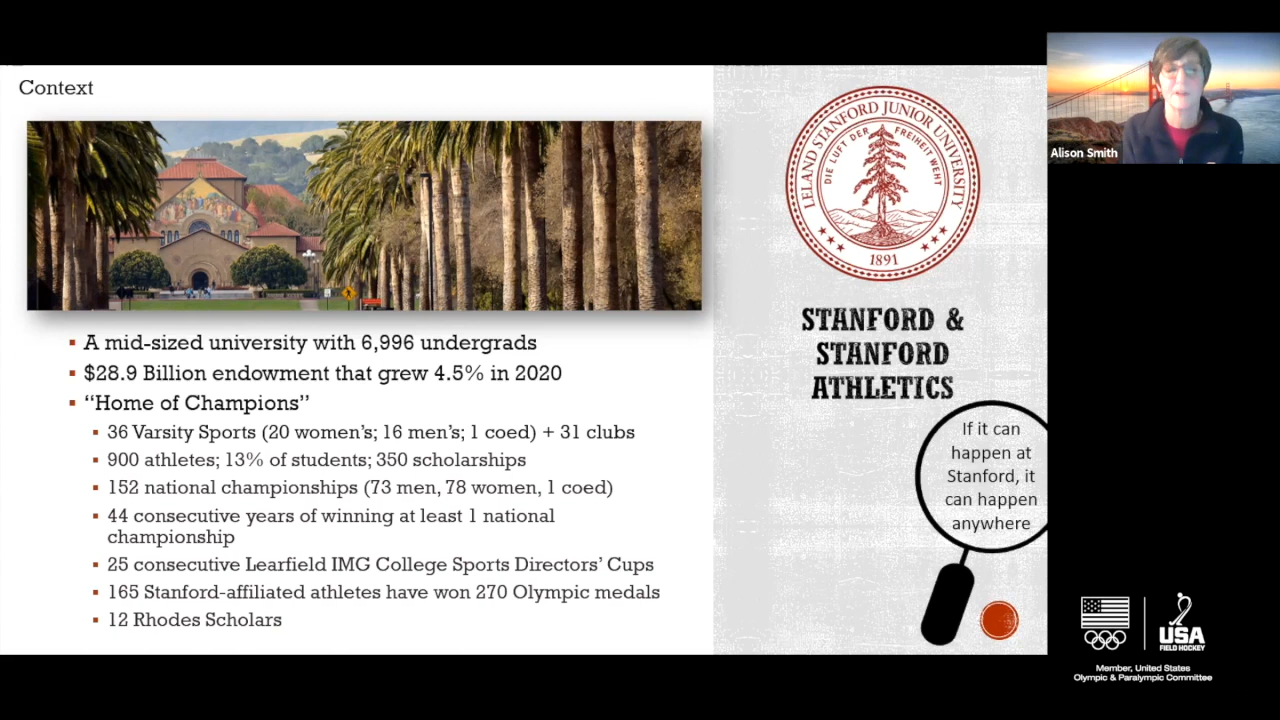 Context
A mid-sized university with 6,996 undergrads
$28.9 Billion endowment that grew 4.5% in 2020
“Home of Champions”
36 Varsity Sports (20 women’s; 16 men’s; 1 coed) + 31 clubs
900 athletes; 13% of students; 350 scholarships
152 national championships (73 men, 78 women, 1 coed)
44 consecutive years of winning at least 1 national
championship
25 consecutive Learfield IMG College Sports Directors’ Cups
165 Stanford-affiliated athletes have won 270 Olympic medals
12 Rhodes Scholars
LELAND STANFORD JUNIOR UNIVERSITY
DIE LUFT DER FREIHEIT WEHT
1891
STANFORD &
STANFORD
ATHLETICS
If it can
happen at
Stanford, it
can happen
anywhere
Alison Smith
USA
FIELD HOCKEY
Member, United States
Olympic & Paralympic Committee